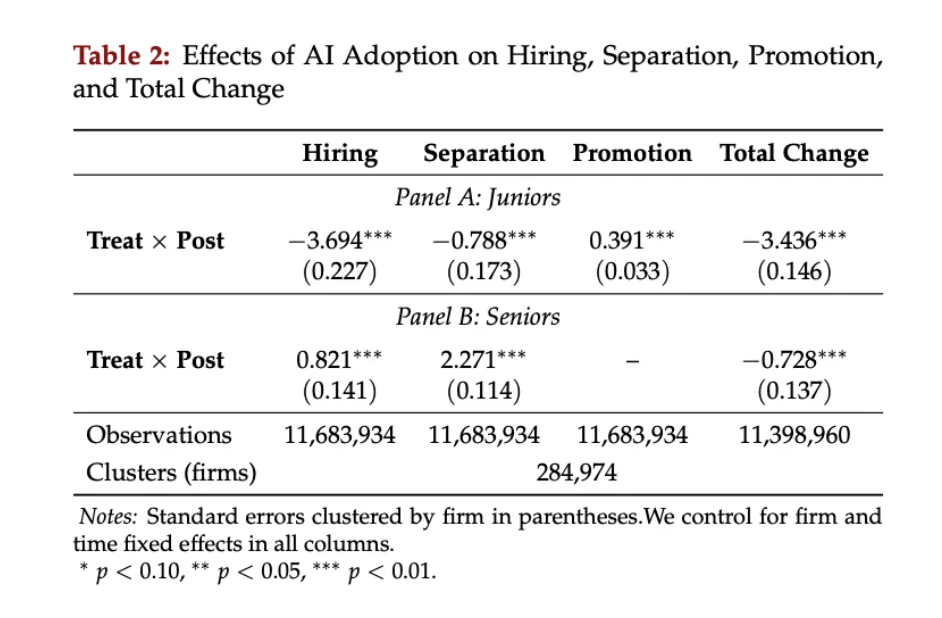 Table 2: Effects of AI Adoption on Hiring, Separation, Promotion,
and Total Change
Hiring Separation Promotion Total Change
Panel A: Juniors
Treat × Post −3.694*** −0.788*** 0.391*** −3.436***
(0.227) (0.173) (0.033) (0.146)
Panel B: Seniors
Treat × Post 0.821*** 2.271*** – −0.728***
(0.141) (0.114) (0.137)
Observations 11,683,934 11,683,934 11,683,934 11,398,960
Clusters (firms) 284,974
Notes: Standard errors clustered by firm in parentheses.We control for firm and
time fixed effects in all columns.
* p < 0.10, ** p < 0.05, *** p < 0.01.